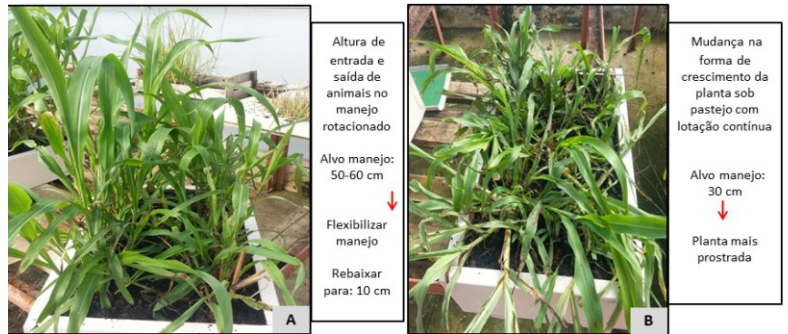 Altura de
entrada e
saída de
animais no
manejo
rotacionado
Alvo manejo:
50-60 cm
Flexibilizar
manejo
Rebaixar
para: 10 cm
A
Mudança na
forma de
crescimento da
planta sob
pastejo com
lotação contínua
Alvo manejo:
30 cm
Planta mais
prostrada
B